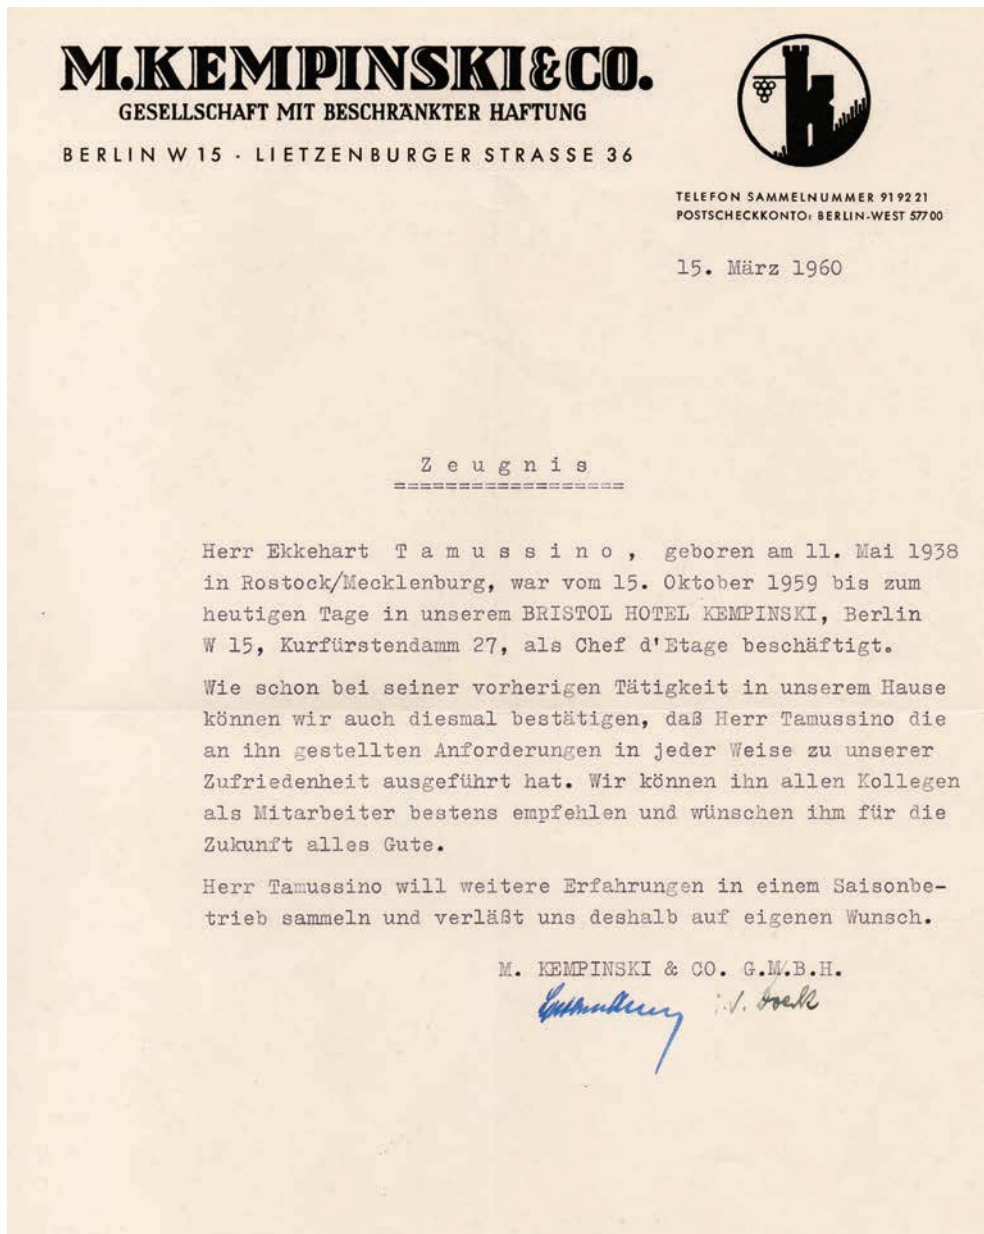 M.KEMPINSKI & CO.
GESELLSCHAFT MIT BESCHRÄNKTER HAFTUNG
BERLIN W 15 · LIETZENBURGER STRASSE 36
TELEFON SAMMELNUMMER 91 92 21
POSTSCHECKKONTO: BERLIN-WEST 577 00
15. März 1960
Z e u g n i s
==================
Herr Ekkehart T a m u s s i n o , geboren am 11. Mai 1938
in Rostock/Mecklenburg, war vom 15. Oktober 1959 bis zum
heutigen Tage in unserem BRISTOL HOTEL KEMPINSKI, Berlin
W 15, Kurfürstendamm 27, als Chef d'Etage beschäftigt.
Wie schon bei seiner vorherigen Tätigkeit in unserem Hause
können wir auch diesmal bestätigen, daß Herr Tamussino die
an ihn gestellten Anforderungen in jeder Weise zu unserer
Zufriedenheit ausgeführt hat. Wir können ihn allen Kollegen
als Mitarbeiter bestens empfehlen und wünschen ihm für die
Zukunft alles Gute.
Herr Tamussino will weitere Erfahrungen in einem Saisonbe-
trieb sammeln und verläßt uns deshalb auf eigenen Wunsch.
M. KEMPINSKI & CO. G.M.B.H.